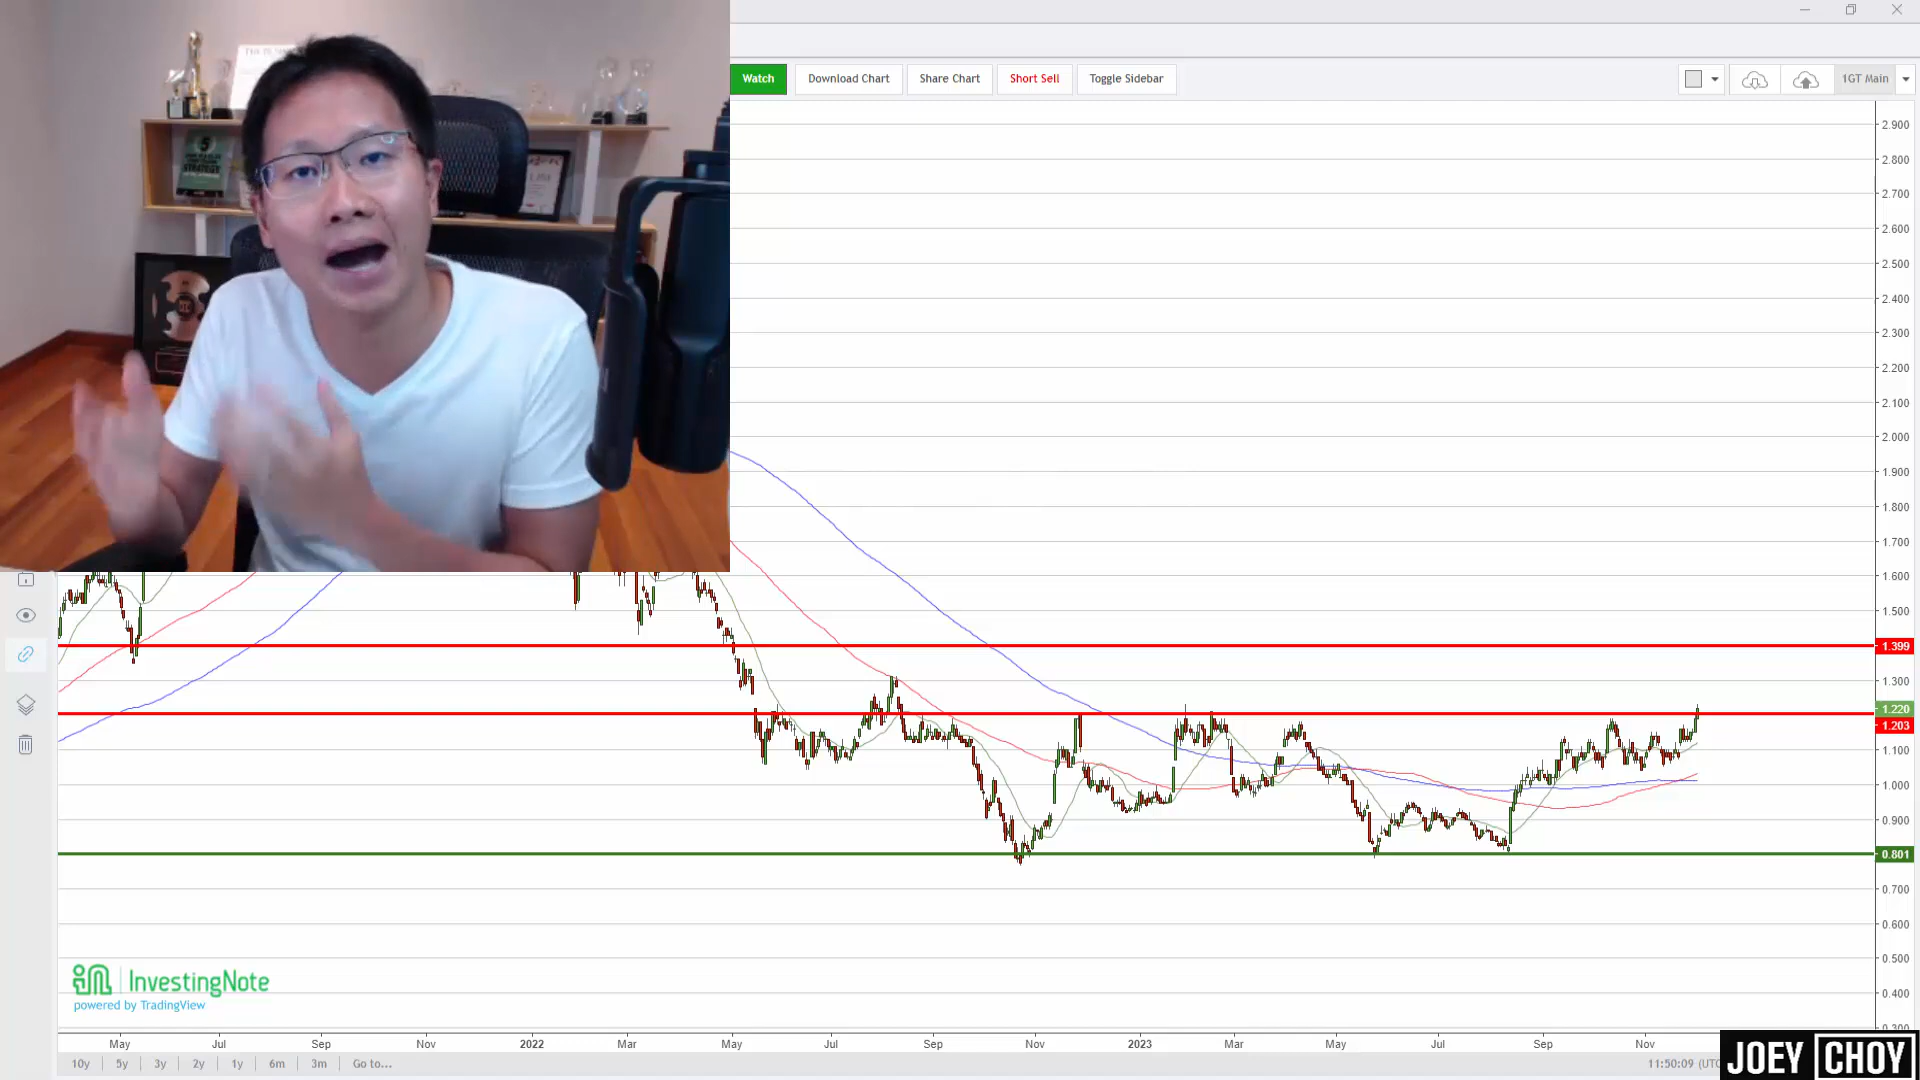 Watch
Download Chart
Share Chart
Short Sell
Toggle Sidebar
1GT Main
2.900
2.800
2.700
2.600
2.500
2.400
2.300
2.200
2.100
2.000
1.900
1.800
1.700
1.600
1.500
1.399
1.300
1.220
1.203
1.100
1.000
0.900
0.801
0.700
0.600
0.500
0.400
0.300
5
STRATEGY
InvestingNote
powered by TradingView
May Jul Sep Nov 2022 Mar May Jul Sep Nov 2023 Mar May Jul Sep Nov
10y 5y 3y 2y 1y 6m 3m Go to...
11:50:09 (UTC
JOEY CHOY